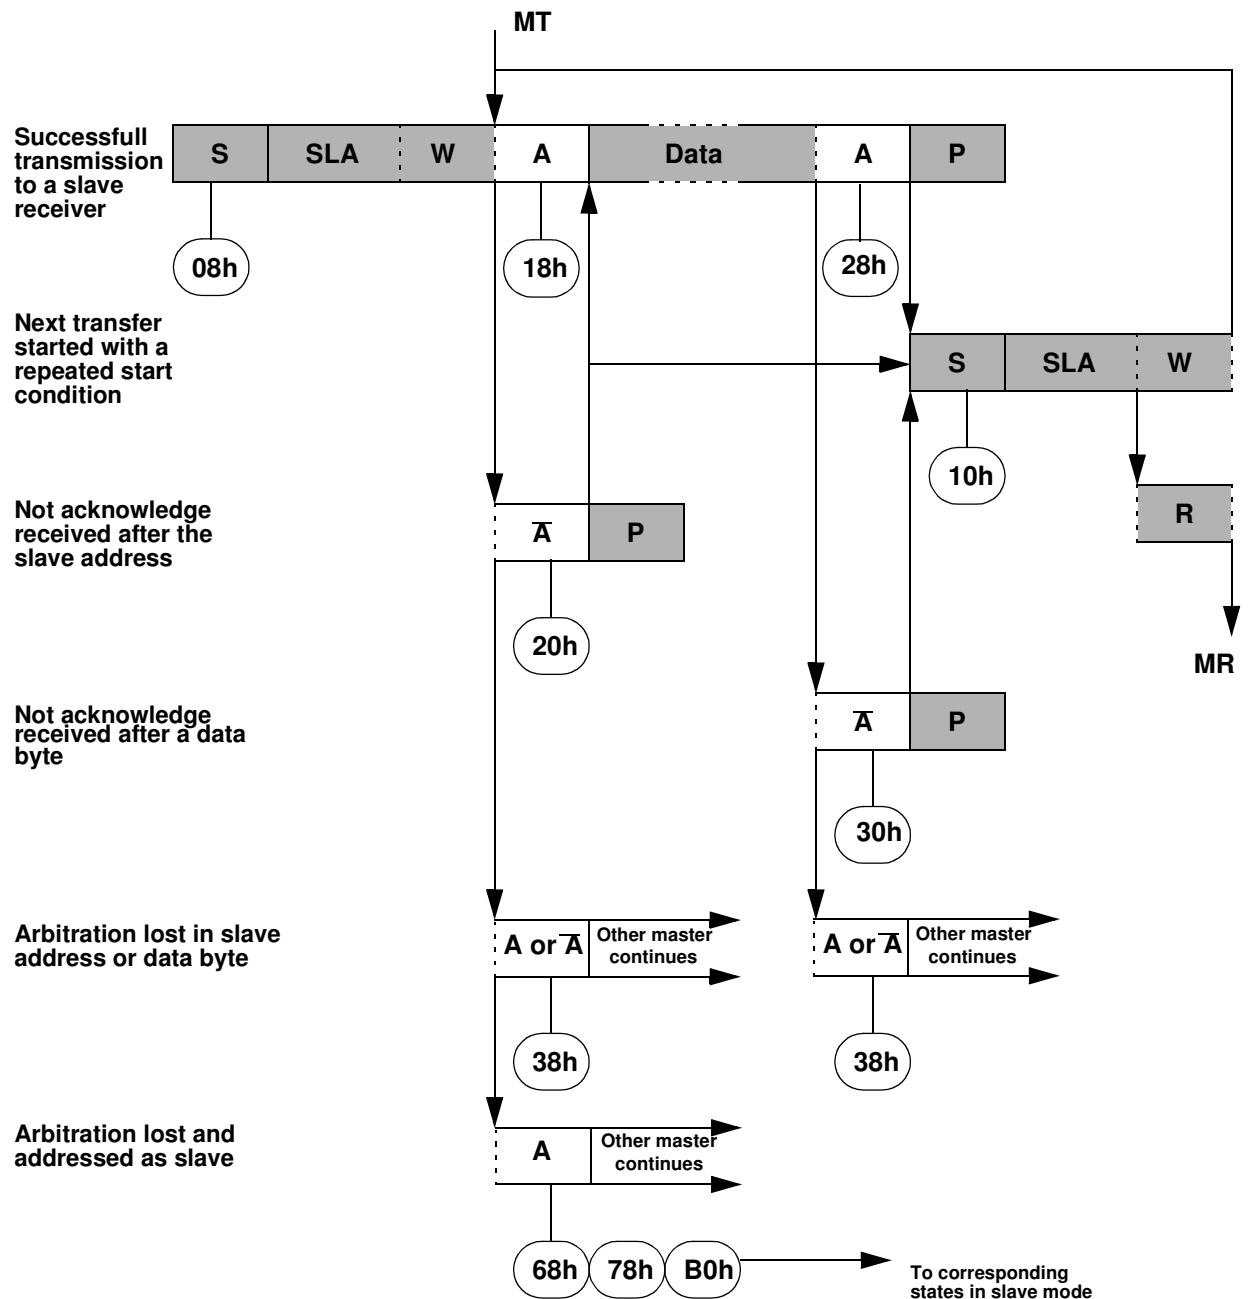 MT
Successfull
transmission
to a slave
receiver
S SLA W A Data A P
08h 18h 28h
Next transfer
started with a
repeated start
condition
S SLA W
10h
Not acknowledge
received after the
slave address
A̅ P
R
20h
MR
Not acknowledge
received after a data
byte
A̅ P
30h
Arbitration lost in slave
address or data byte
A or A̅
Other master
continues
A or A̅
Other master
continues
38h 38h
Arbitration lost and
addressed as slave
A
Other master
continues
68h 78h B0h
To corresponding
states in slave mode